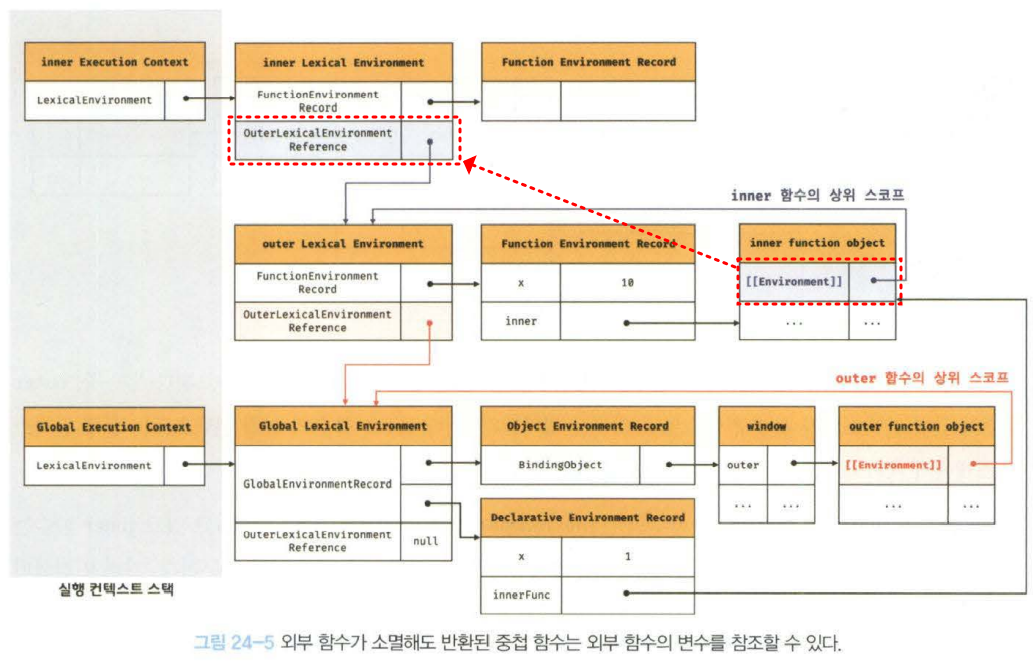 inner Execution Context
LexicalEnvironment
inner Lexical Environment
FunctionEnvironment
Record
OuterLexicalEnvironment
Reference
Function Environment Record
inner 함수의 상위 스코프
outer Lexical Environment
FunctionEnvironment
Record
OuterLexicalEnvironment
Reference
Function Environment Record
x
10
inner
inner function object
[[Environment]]
...
...
outer 함수의 상위 스코프
Global Execution Context
LexicalEnvironment
Global Lexical Environment
GlobalEnvironmentRecord
OuterLexicalEnvironment
Reference
null
Object Environment Record
BindingObject
window
outer
...
...
outer function object
[[Environment]]
...
...
Declarative Environment Record
x
1
innerFunc
실행 컨텍스트 스택
그림 24-5 외부 함수가 소멸해도 반환된 중첩 함수는 외부 함수의 변수를 참조할 수 있다.